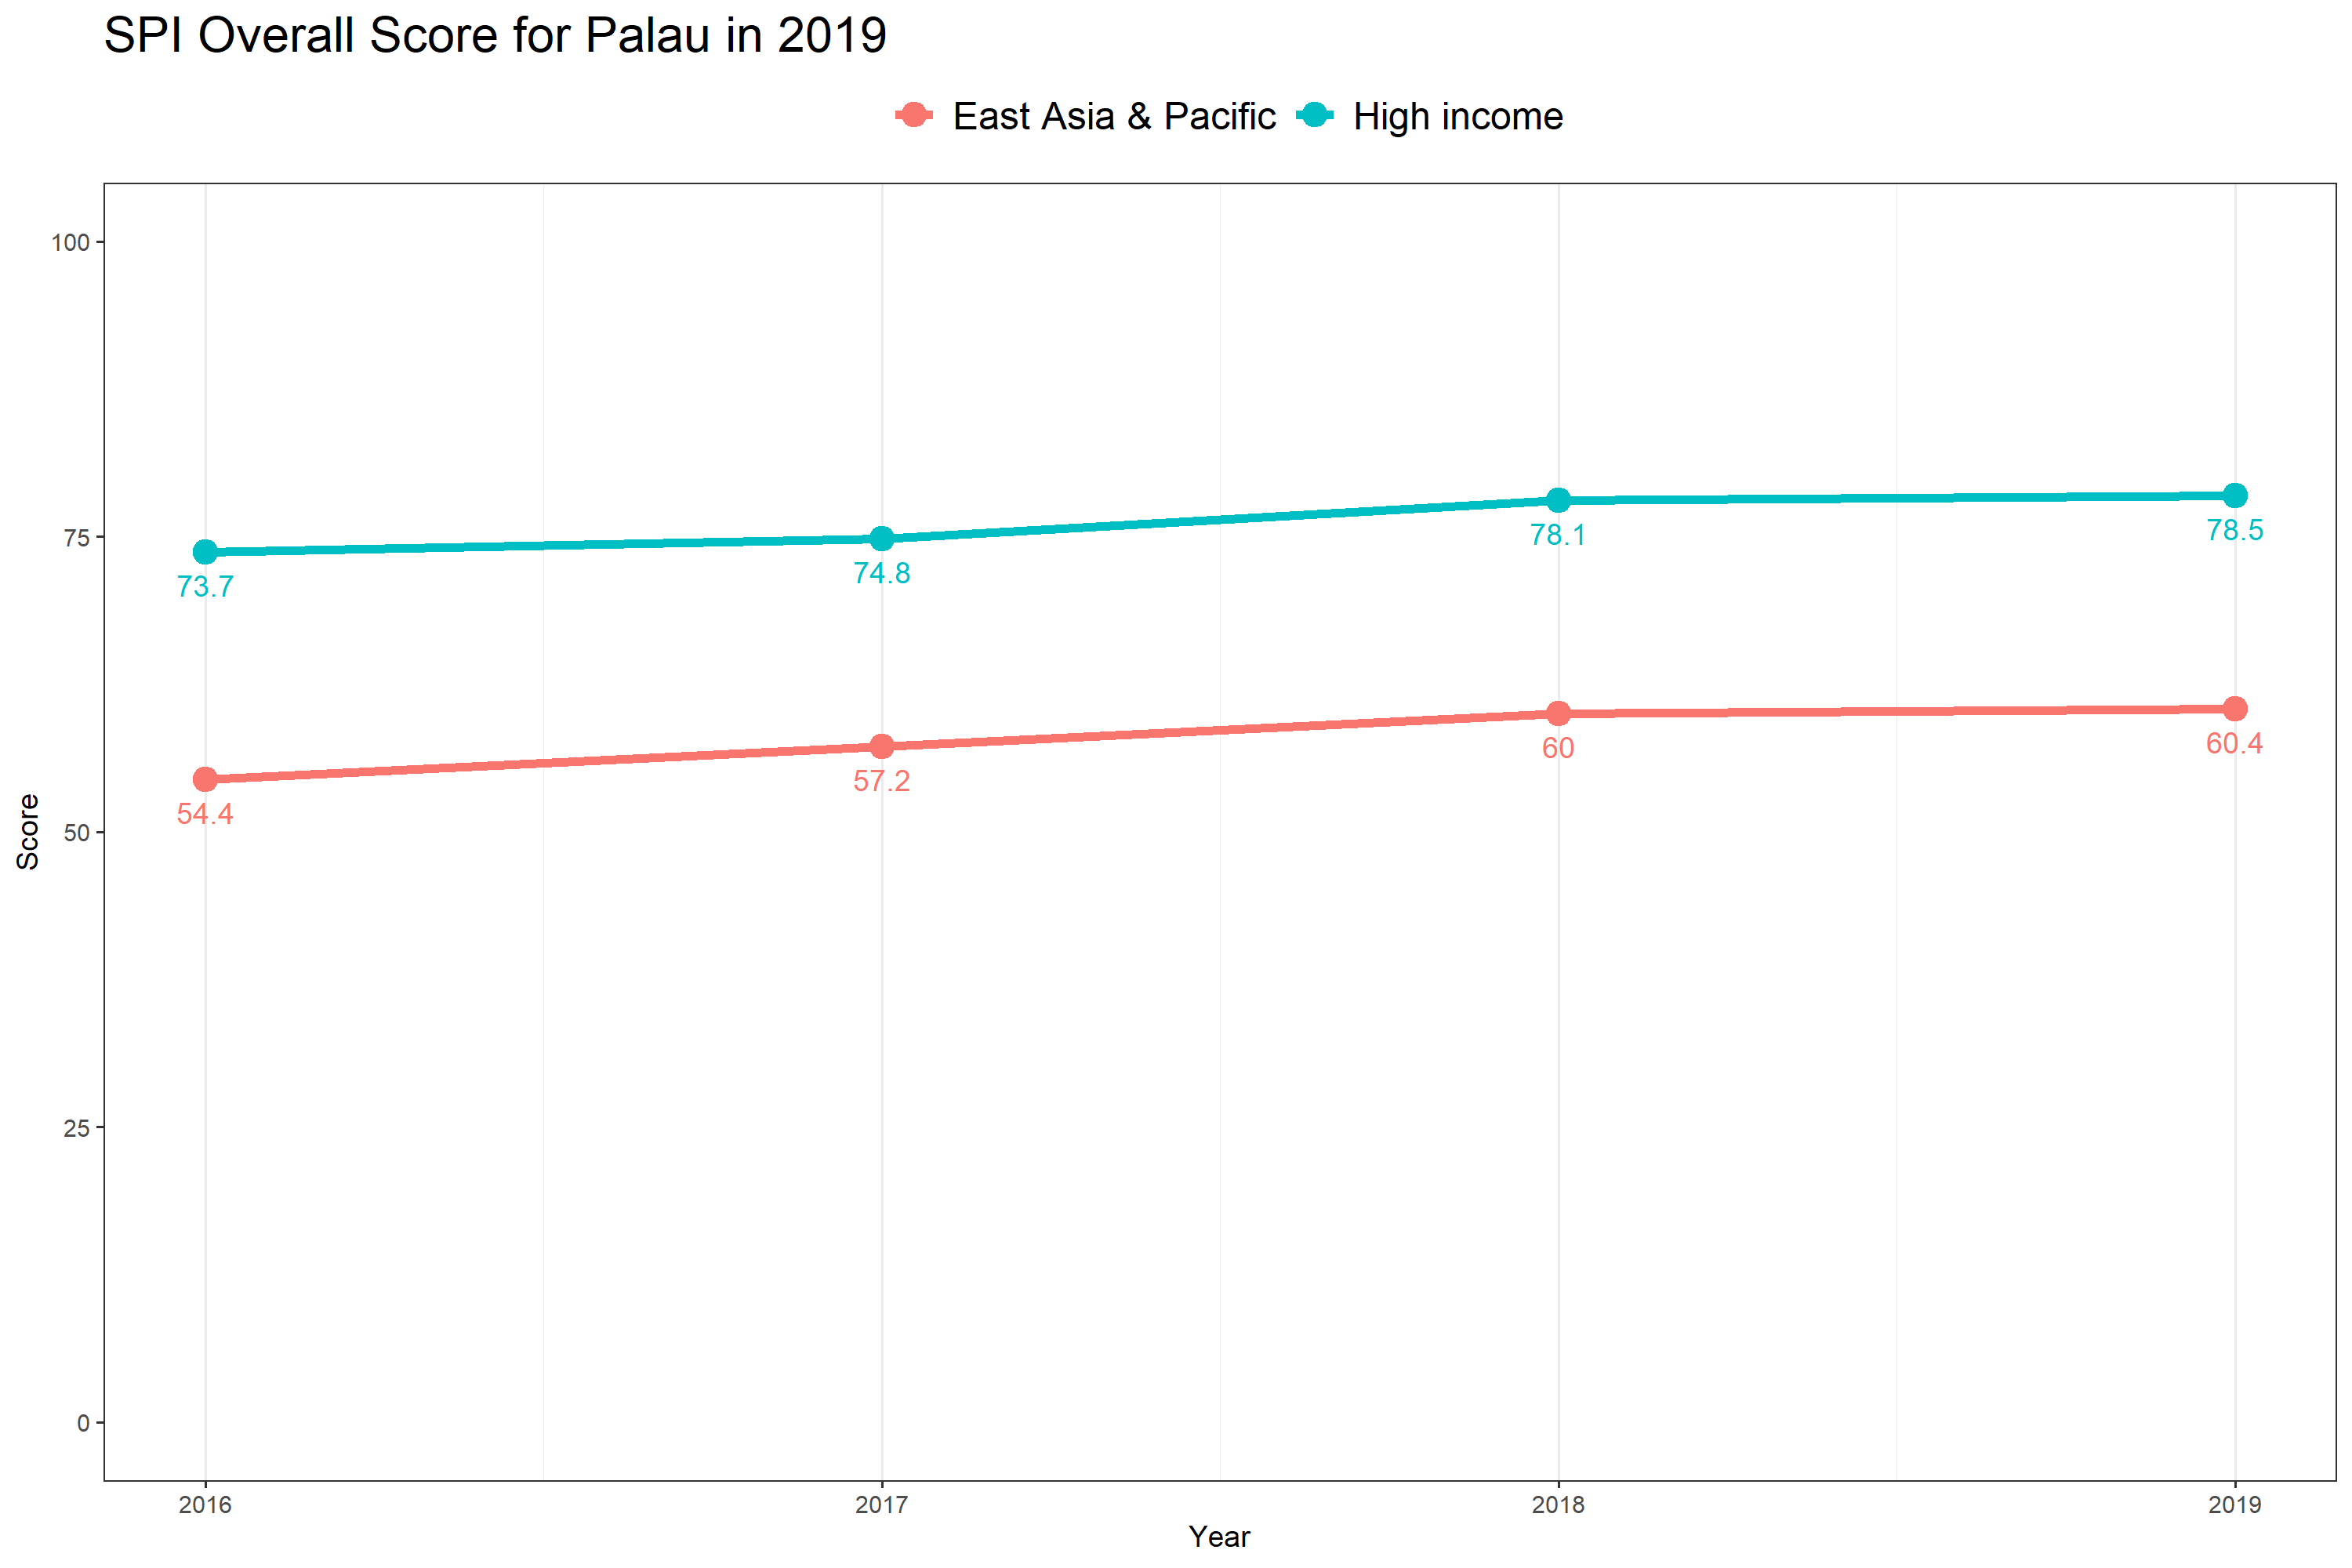 SPI Overall Score for Palau in 2019
East Asia & Pacific High income
100
75
50
25
0
Score
73.7
74.8
78.1
78.5
54.4
57.2
60
60.4
2016 2017 2018 2019
Year